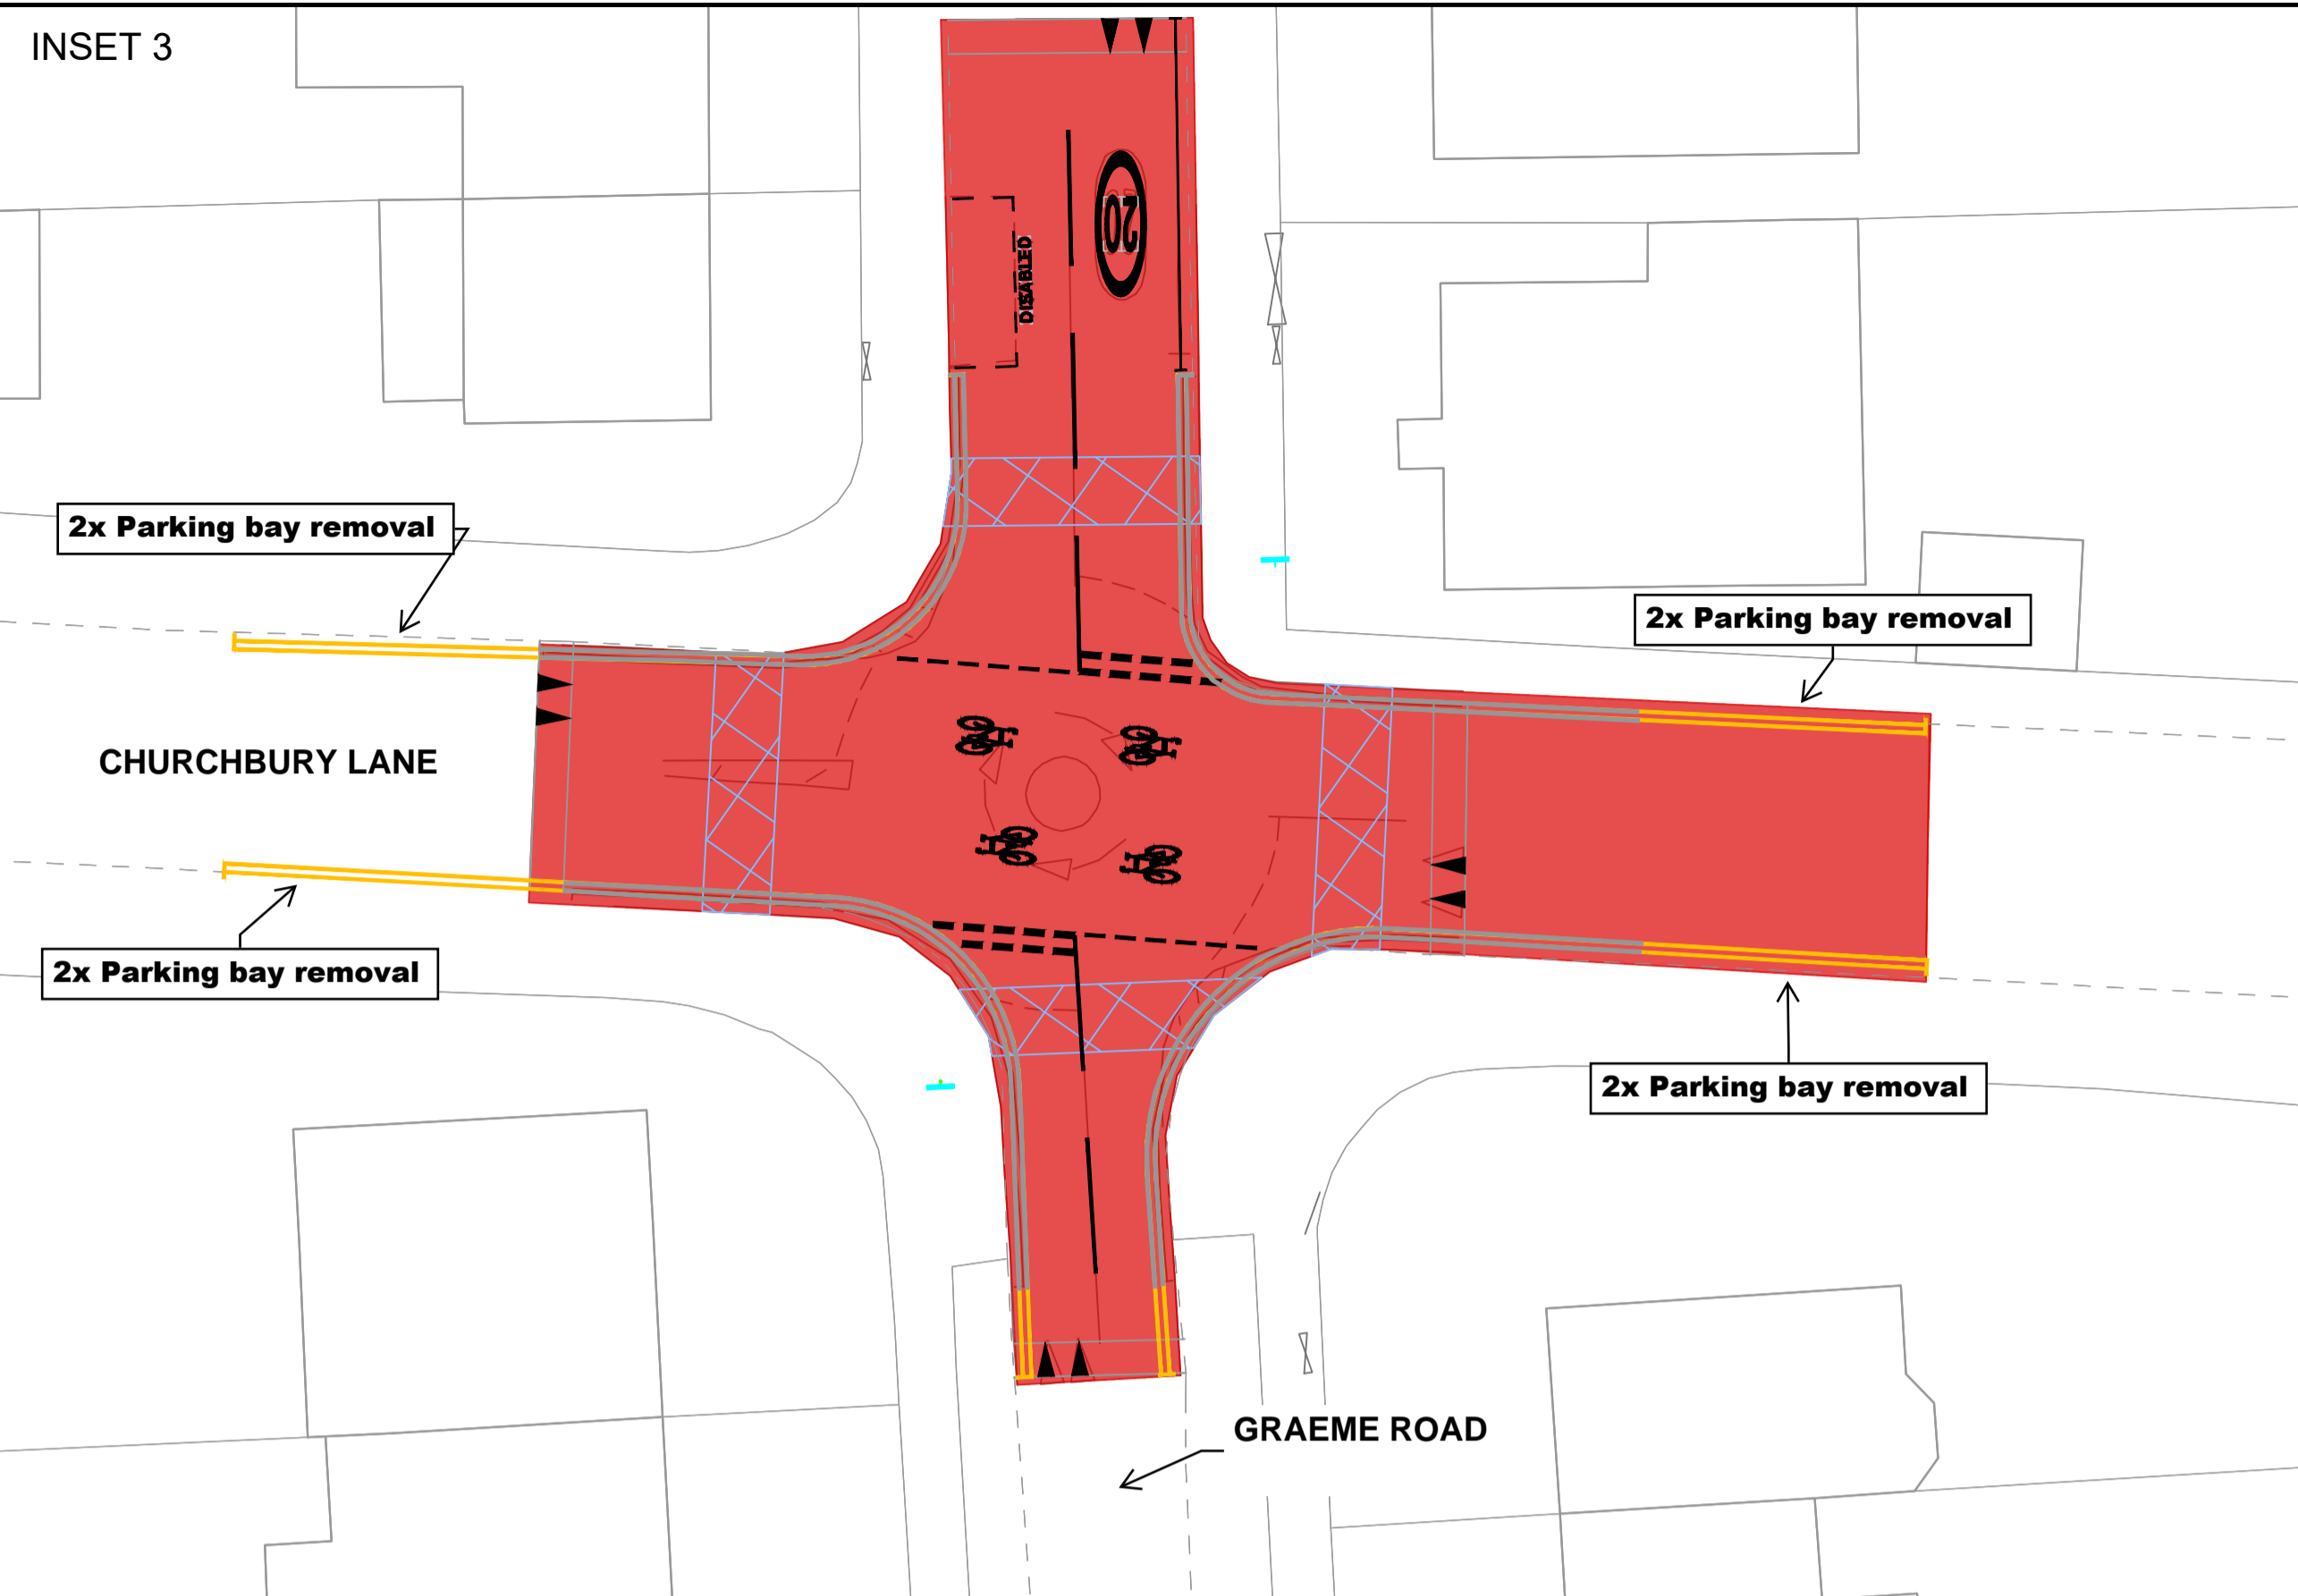 INSET 3
20
DISABLED
2x Parking bay removal
2x Parking bay removal
CHURCHBURY LANE
2x Parking bay removal
2x Parking bay removal
GRAEME ROAD